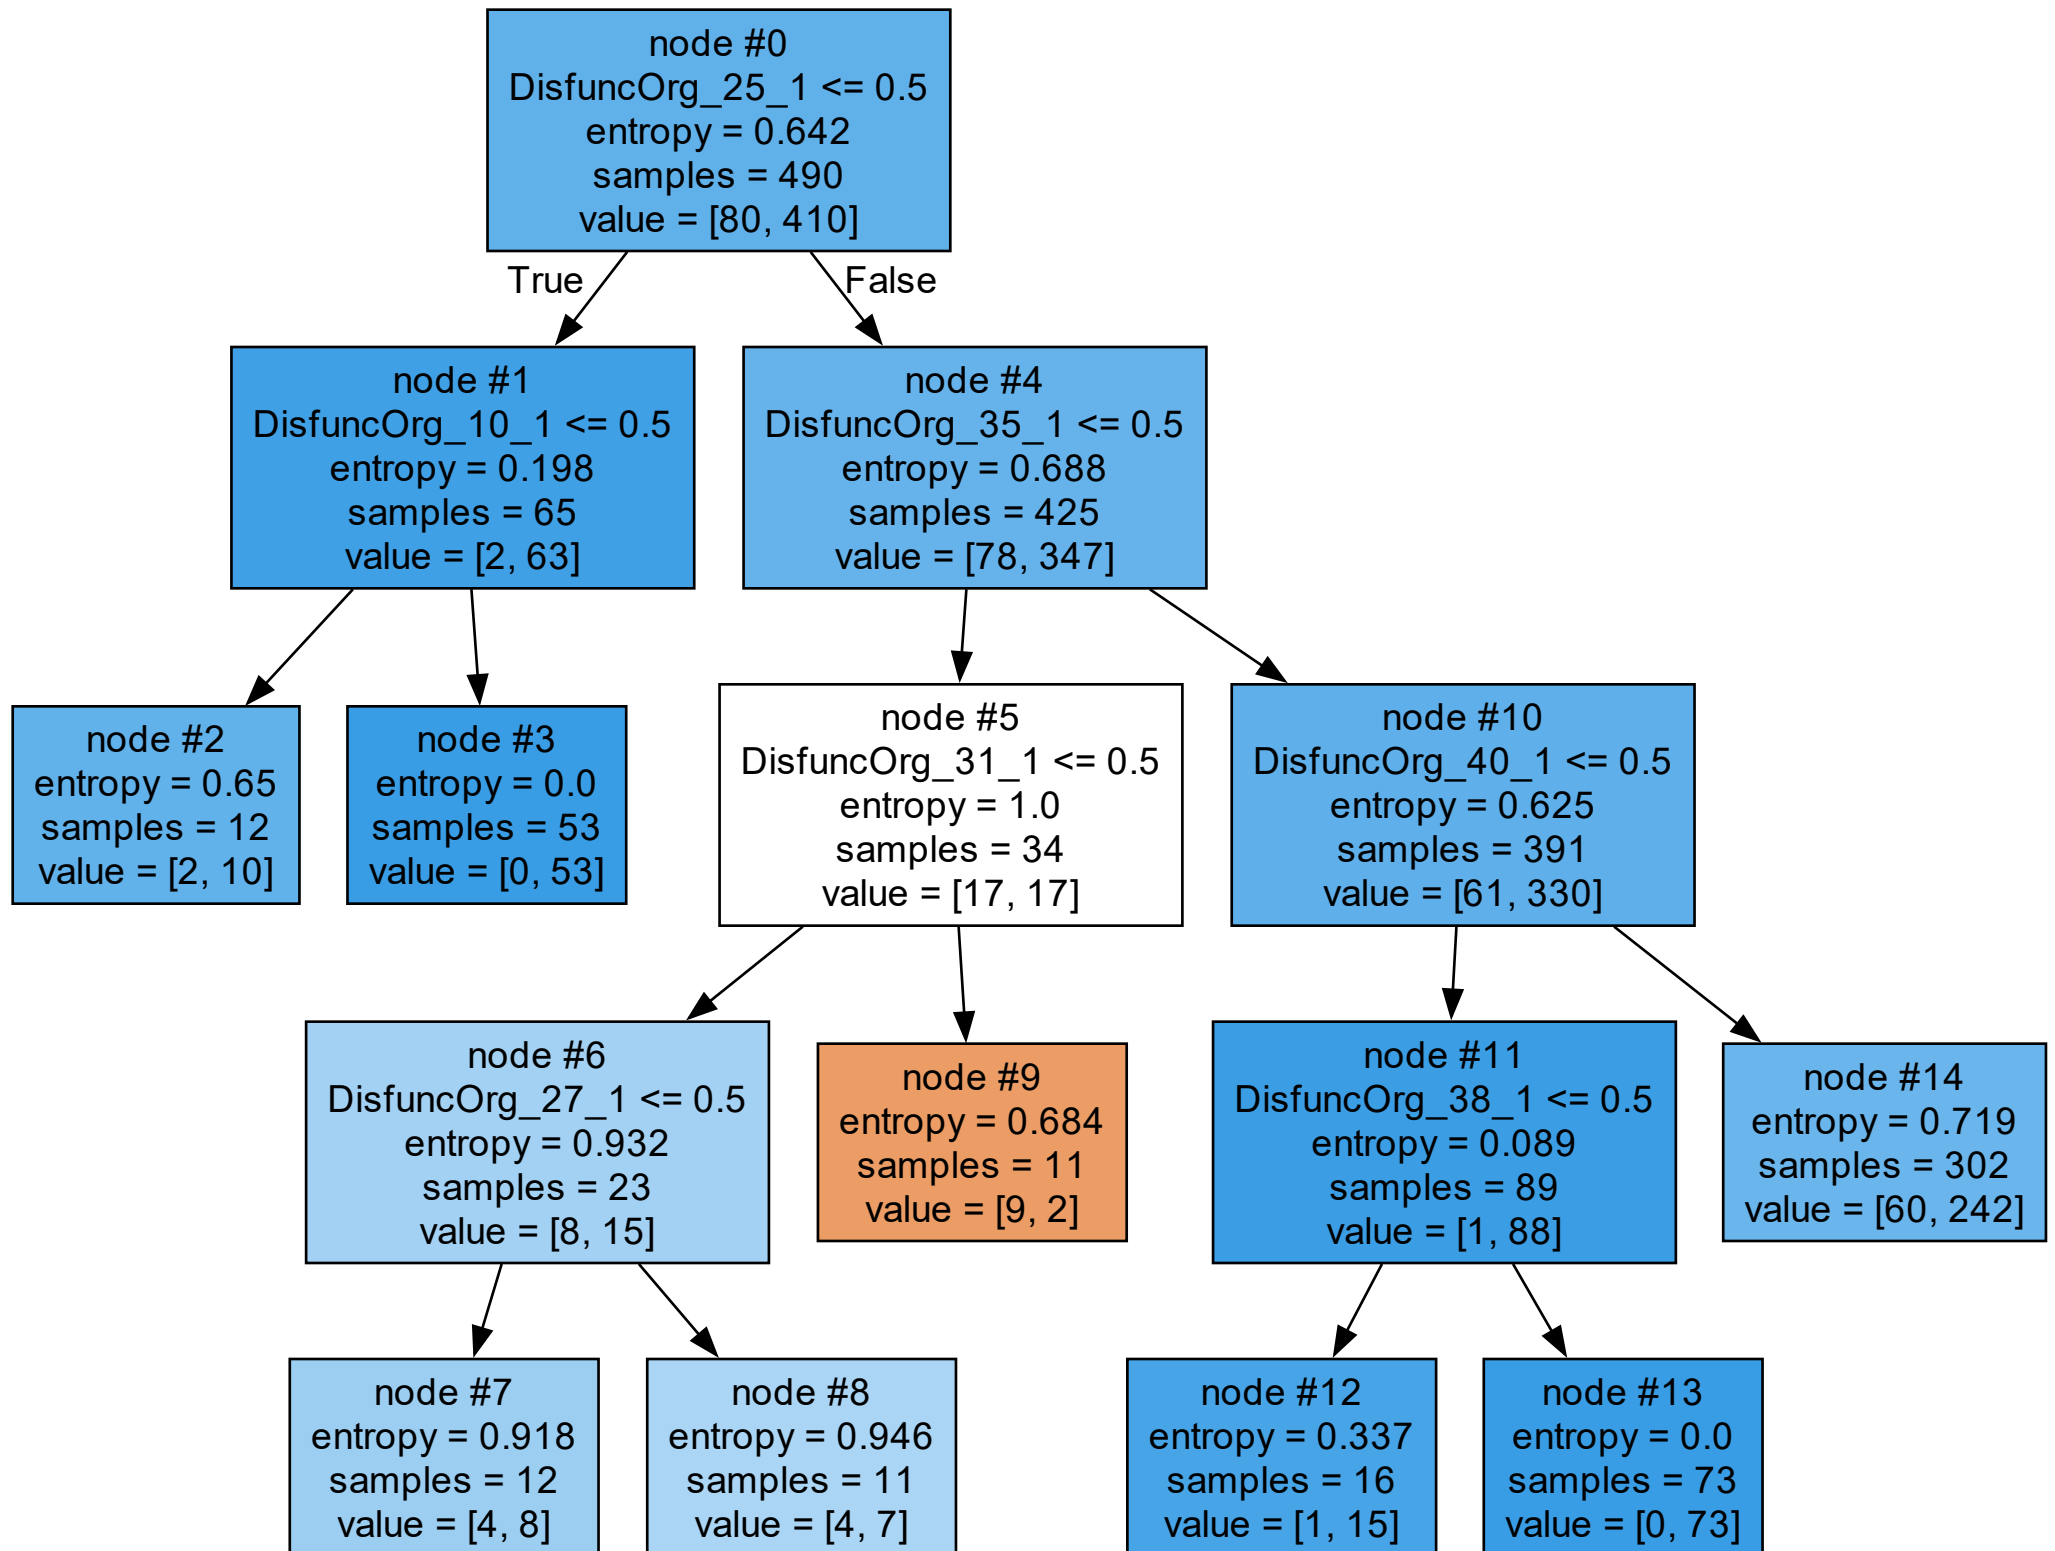 node #0
DisfuncOrg_25_1 <= 0.5
entropy = 0.642
samples = 490
value = [80, 410]
True
False
node #1
DisfuncOrg_10_1 <= 0.5
entropy = 0.198
samples = 65
value = [2, 63]
node #4
DisfuncOrg_35_1 <= 0.5
entropy = 0.688
samples = 425
value = [78, 347]
node #2
entropy = 0.65
samples = 12
value = [2, 10]
node #3
entropy = 0.0
samples = 53
value = [0, 53]
node #5
DisfuncOrg_31_1 <= 0.5
entropy = 1.0
samples = 34
value = [17, 17]
node #10
DisfuncOrg_40_1 <= 0.5
entropy = 0.625
samples = 391
value = [61, 330]
node #6
DisfuncOrg_27_1 <= 0.5
entropy = 0.932
samples = 23
value = [8, 15]
node #9
entropy = 0.684
samples = 11
value = [9, 2]
node #11
DisfuncOrg_38_1 <= 0.5
entropy = 0.089
samples = 89
value = [1, 88]
node #14
entropy = 0.719
samples = 302
value = [60, 242]
node #7
entropy = 0.918
samples = 12
value = [4, 8]
node #8
entropy = 0.946
samples = 11
value = [4, 7]
node #12
entropy = 0.337
samples = 16
value = [1, 15]
node #13
entropy = 0.0
samples = 73
value = [0, 73]